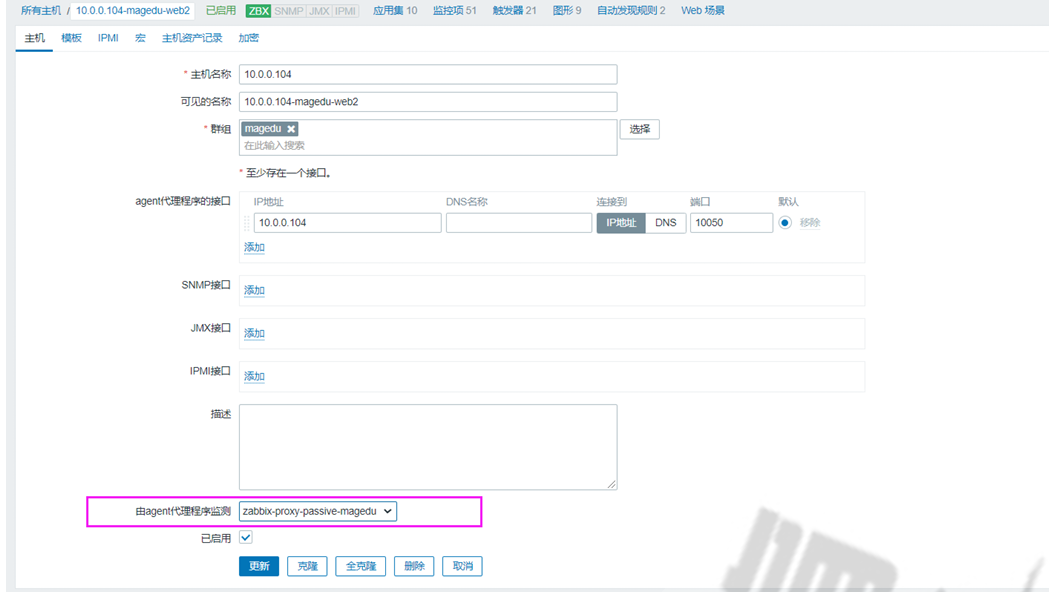 所有主机 / 10.0.0.104-magedu-web2 已启用 ZBX SNMP JMX IPMI 应用集 10 监控项 51 触发器 21 图形 9 自动发现规则 2 Web 场景
主机 模板 IPMI 宏 主机资产记录 加密
* 主机名称 10.0.0.104
可见的名称 10.0.0.104-magedu-web2
* 群组 magedu 选择
在此输入搜索
* 至少存在一个接口。
agent代理程序的接口 IP地址 DNS名称 连接到 端口 默认
10.0.0.104 IP地址 DNS 10050 移除
添加
SNMP接口 添加
JMX接口 添加
IPMI接口 添加
描述
由agent代理程序监测 zabbix-proxy-passive-magedu
已启用
更新 克隆 全克隆 删除 取消